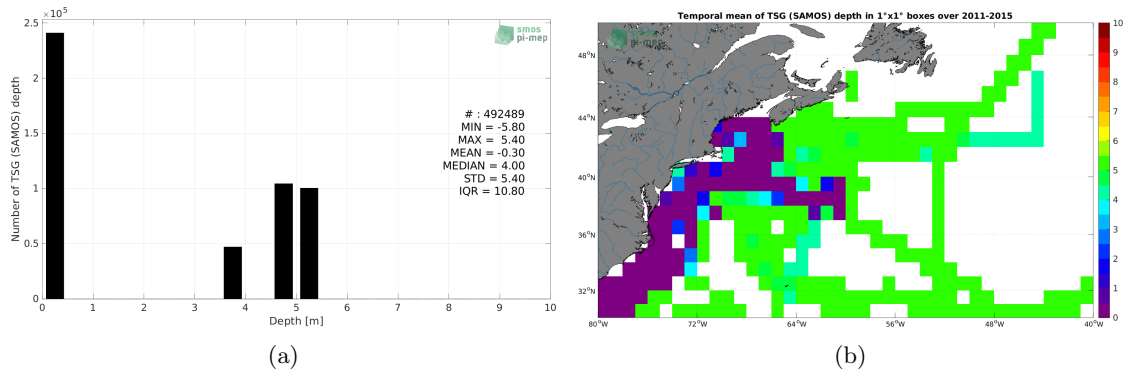 2.5
×10⁵
2
1.5
1
0.5
0
Number of TSG (SAMOS) depth
smos
pi-mep
# : 492489
MIN = -5.80
MAX = 5.40
MEAN = -0.30
MEDIAN = 4.00
STD = 5.40
IQR = 10.80
0 1 2 3 4 5 6 7 8 9 10
Depth [m]
(a)
Temporal mean of TSG (SAMOS) depth in 1°x1° boxes over 2011-2015
smos
pi-mep
48°N
44°N
40°N
36°N
32°N
80°W 72°W 64°W 56°W 48°W 40°W
10
9
8
7
6
5
4
3
2
1
0
(b)